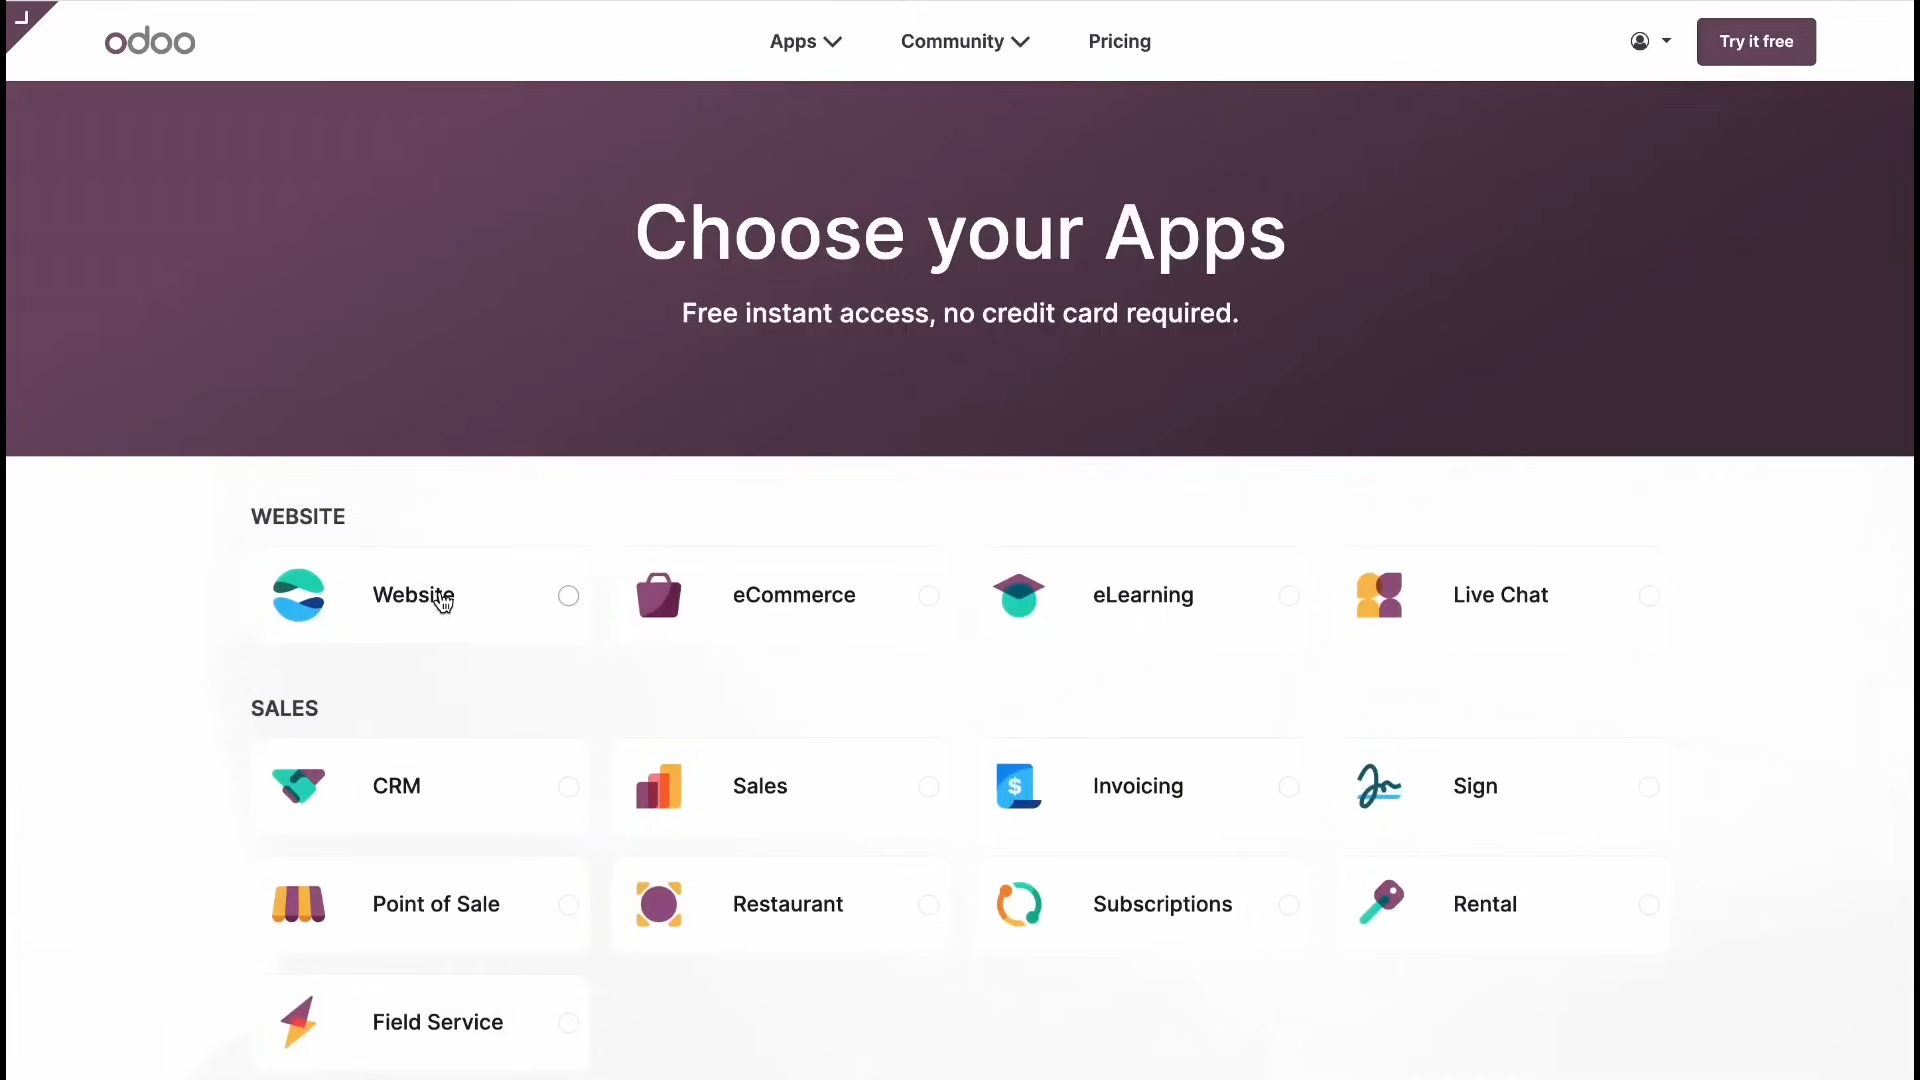 odoo
Apps
Community
Pricing
Try it free
Choose your Apps
Free instant access, no credit card required.
WEBSITE
Website
eCommerce
eLearning
Live Chat
SALES
CRM
Sales
Invoicing
Sign
Point of Sale
Restaurant
Subscriptions
Rental
Field Service